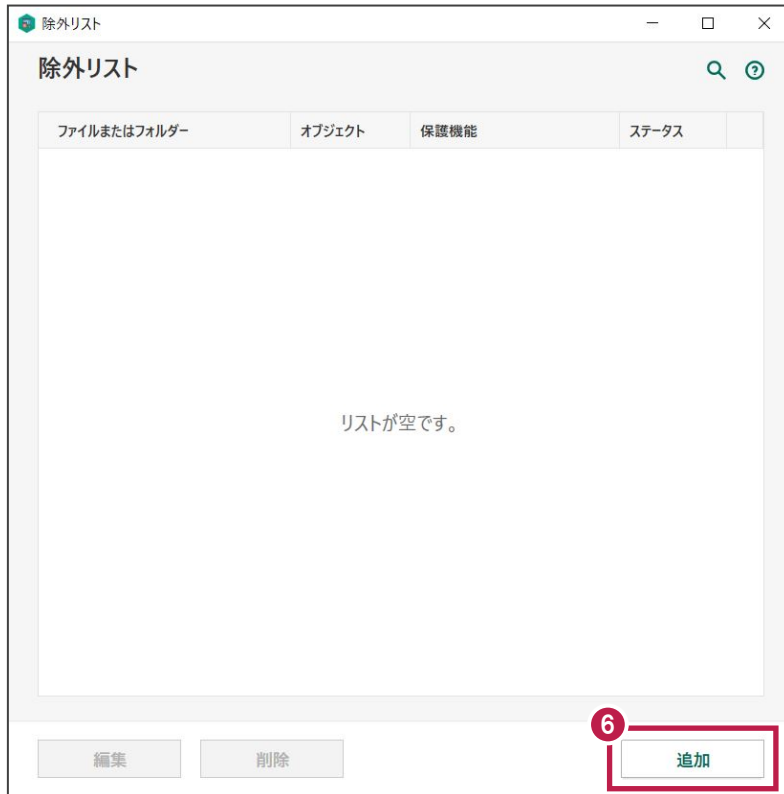 除外リスト
除外リスト
ファイルまたはフォルダー オブジェクト 保護機能 ステータス
リストが空です。
6
編集 削除 追加